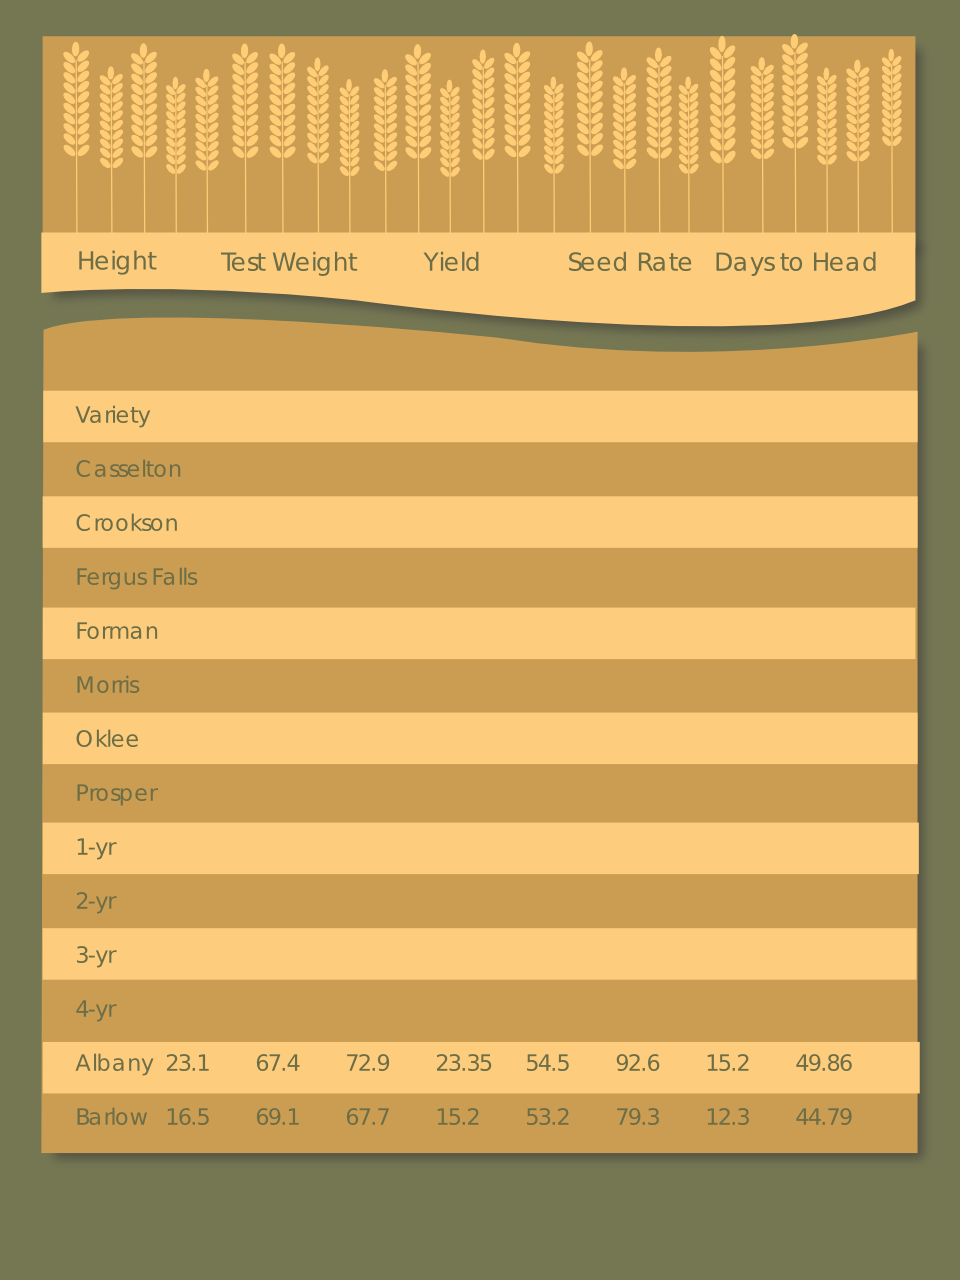 Height Test Weight Yield Seed Rate Days to Head
Variety
Casselton
Crookson
Fergus Falls
Forman
Morris
Oklee
Prosper
1-yr
2-yr
3-yr
4-yr
Albany 23.1 67.4 72.9 23.35 54.5 92.6 15.2 49.86
Barlow 16.5 69.1 67.7 15.2 53.2 79.3 12.3 44.79